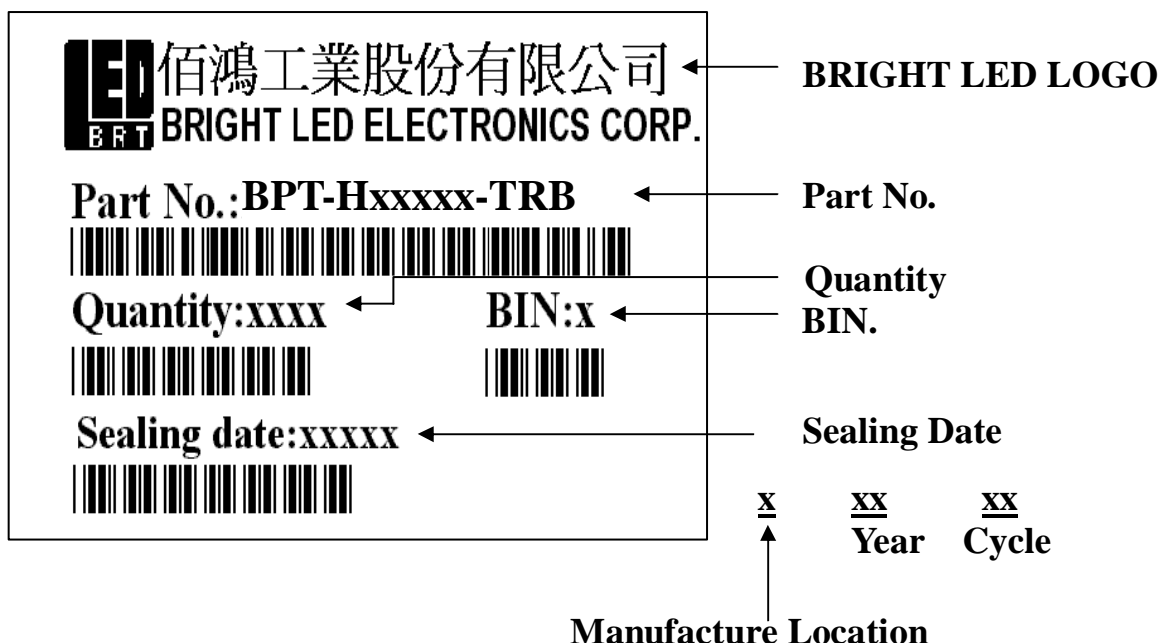 LED 佰鴻工業股份有限公司 BRIGHT LED LOGO
BRT BRIGHT LED ELECTRONICS CORP.
Part No.:BPT-Hxxxxx-TRB Part No.
Quantity
Quantity:xxxx BIN:x BIN.
Sealing date:xxxxx Sealing Date
x xx xx
Year Cycle
Manufacture Location